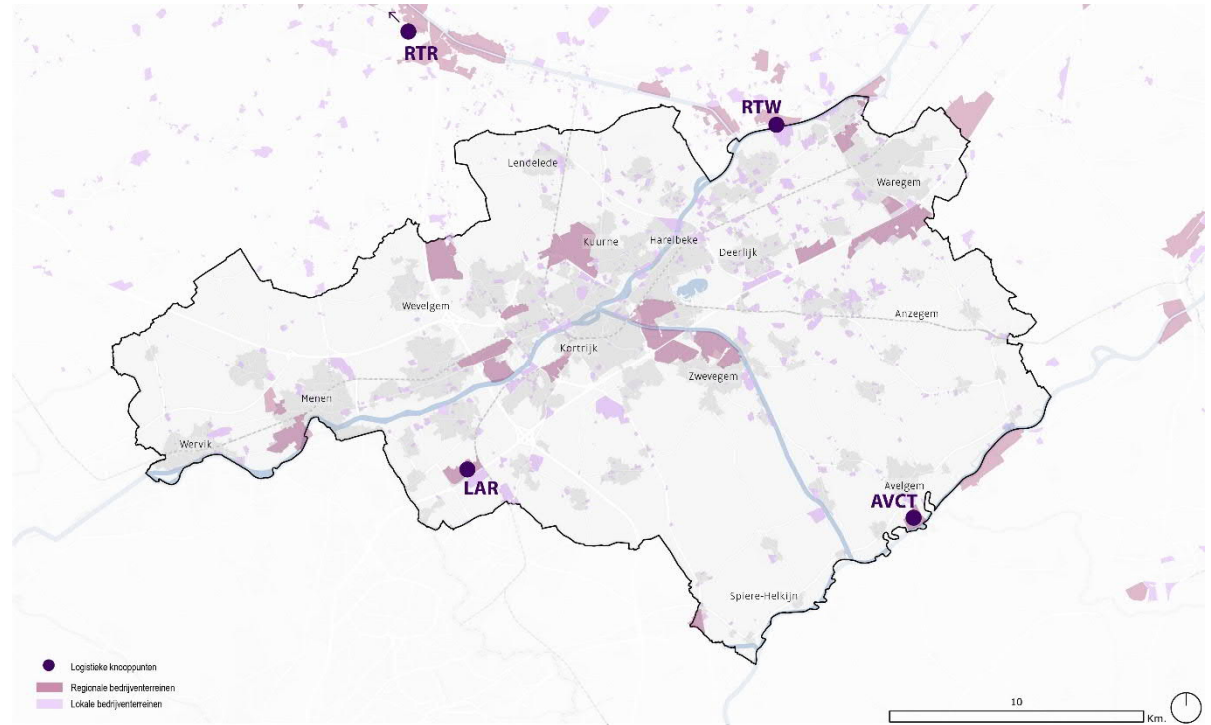 RTR
RTW
Lendelede
Waregem
Kuurne
Harelbeke
Deerlijk
Wevelgem
Anzegem
Kortrijk
Zwevegem
Menen
Wervik
LAR
Avelgem
AVCT
Spiere-Helkijn
Logistieke knooppunten
Regionale bedrijventerreinen
Lokale bedrijventerreinen
10
Km.